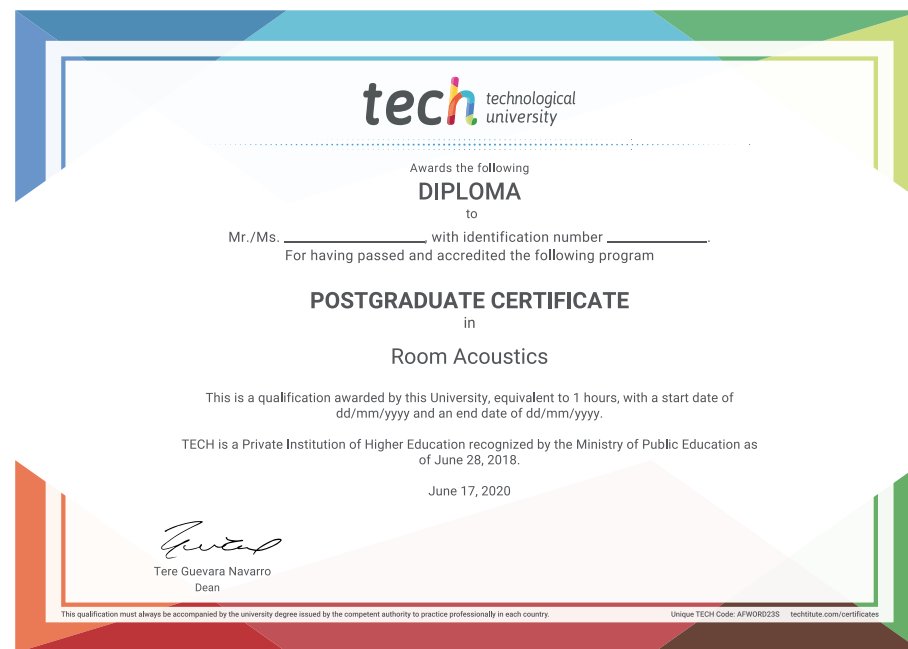 tech technological
university
Awards the following
DIPLOMA
to
Mr./Ms. ____________________, with identification number ______________.
For having passed and accredited the following program
POSTGRADUATE CERTIFICATE
in
Room Acoustics
This is a qualification awarded by this University, equivalent to 1 hours, with a start date of
dd/mm/yyyy and an end date of dd/mm/yyyy.
TECH is a Private Institution of Higher Education recognized by the Ministry of Public Education as
of June 28, 2018.
June 17, 2020
Tere Guevara Navarro
Dean
This qualification must always be accompanied by the university degree issued by the competent authority to practice professionally in each country. Unique TECH Code: AFWORD23S techtitute.com/certificates